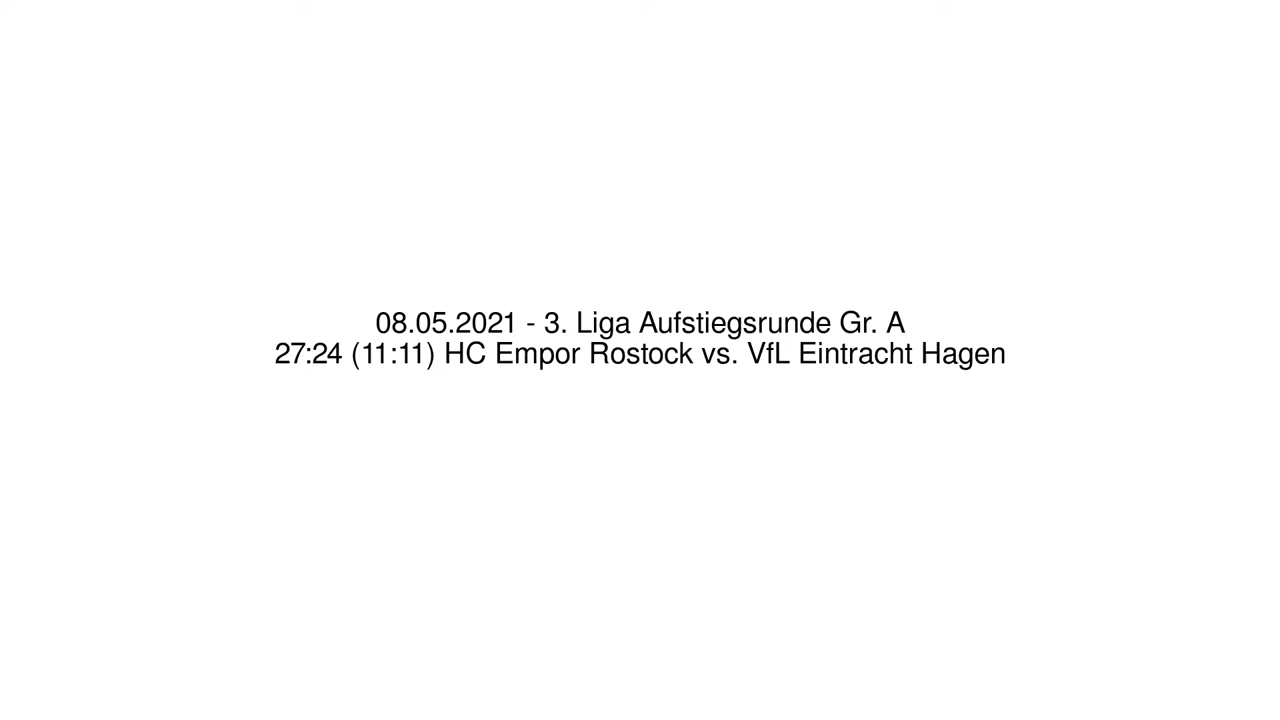 08.05.2021 - 3. Liga Aufstiegsrunde Gr. A
27:24 (11:11) HC Empor Rostock vs. VfL Eintracht Hagen